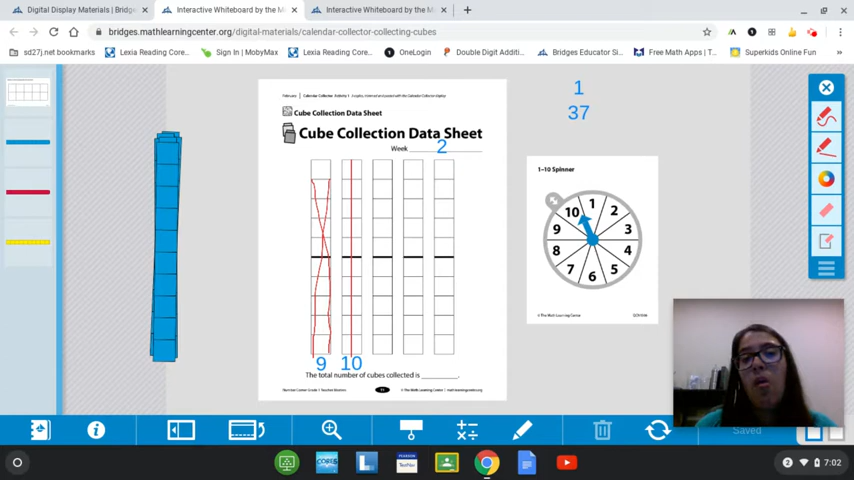 Digital Display Materials | Bridge
Interactive Whiteboard by the M
Interactive Whiteboard by the M
bridges.mathlearningcenter.org/digital-materials/calendar-collector-collecting-cubes
sd27j.net bookmarks
Lexia Reading Core...
Sign In | MobyMax
Lexia Reading Core...
OneLogin
Double Digit Additi...
Bridges Educator Si...
Free Math Apps | T...
Superkids Online Fun
Cube Collection Data Sheet
Cube Collection Data Sheet
Week 2
9 10
The total number of cubes collected is
1
37
1–10 Spinner
1
2
3
4
5
6
7
8
9
10
Saved
2
7:02